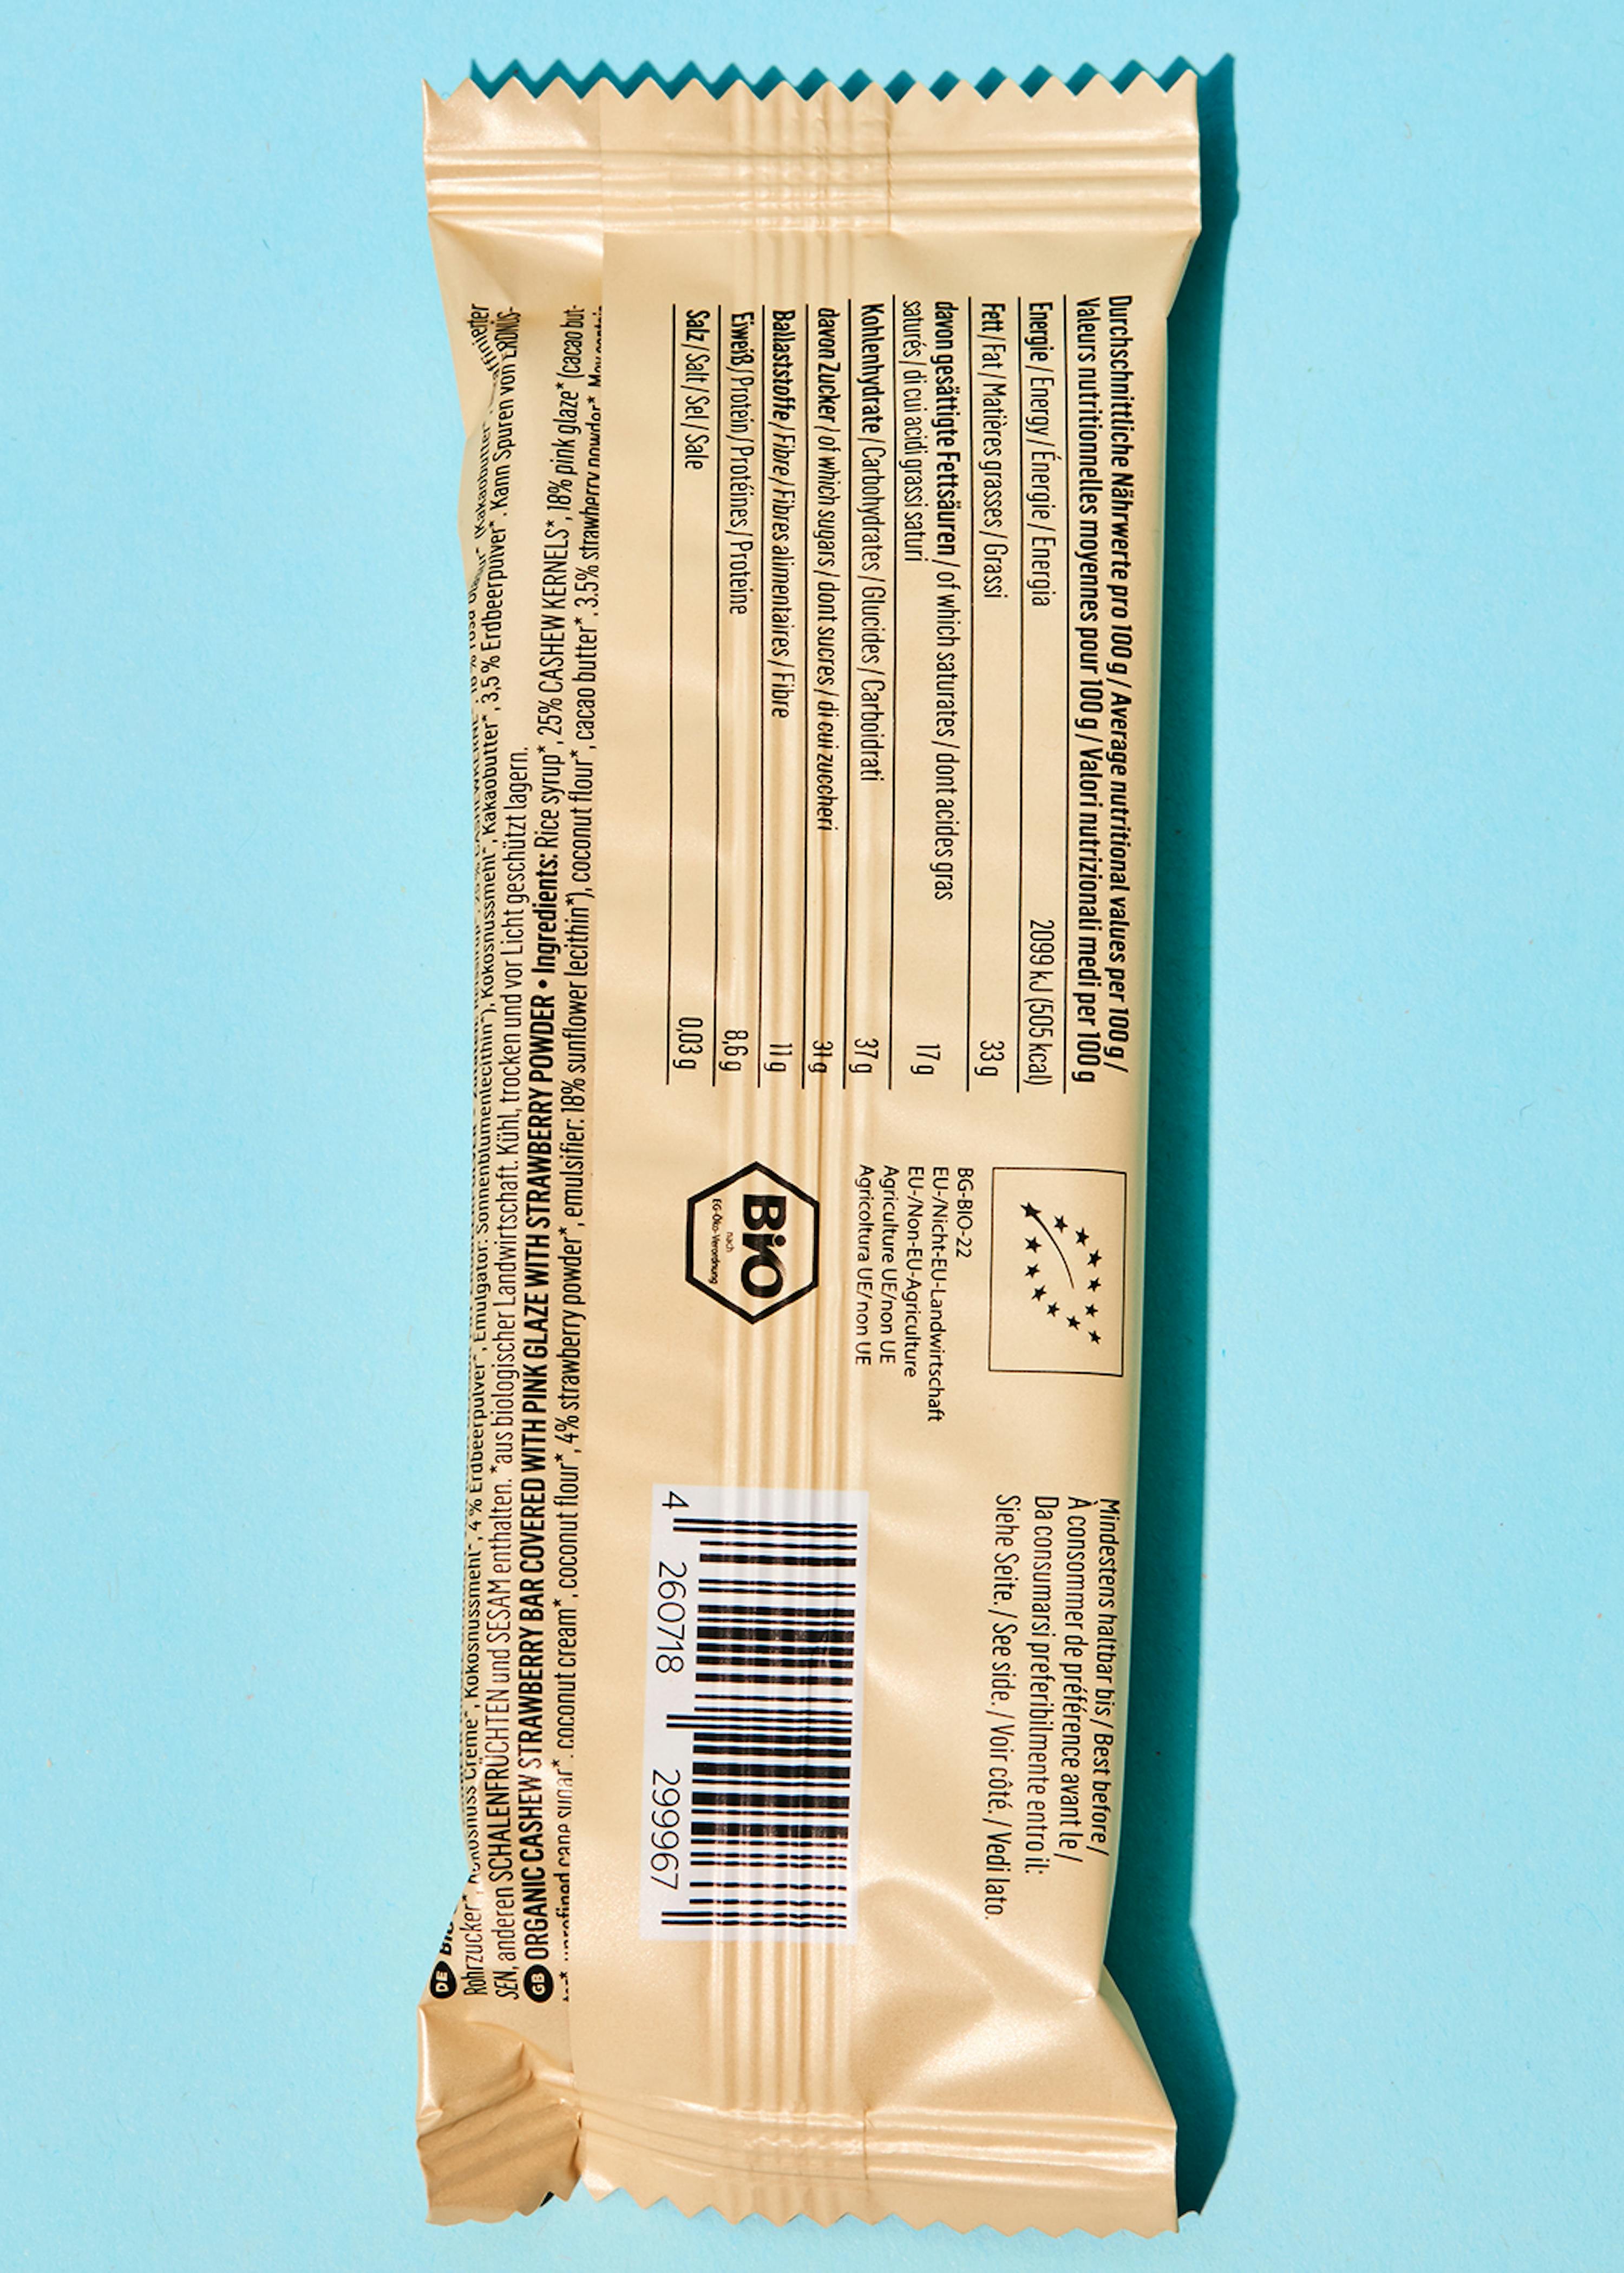 Durchschnittliche Nährwerte pro 100 g / Average nutritional values per 100 g /
Valeurs nutritionnelles moyennes pour 100 g / Valori nutrizionali medi per 100 g
Energie / Energy / Énergie / Energia 2099 kJ (505 kcal)
Fett / Fat / Matières grasses / Grassi 33 g
davon gesättigte Fettsäuren / of which saturates / dont acides gras
saturés / di cui acidi grassi saturi 17 g
Kohlenhydrate / Carbohydrates / Glucides / Carboidrati 37 g
davon Zucker / of which sugars / dont sucres / di cui zuccheri 31 g
Ballaststoffe / Fibre / Fibres alimentaires / Fibre 11 g
Eiweiß / Protein / Protéines / Proteine 8,6 g
Salz / Salt / Sel / Sale 0,03 g
BG-BIO-22
EU-/Nicht-EU-Landwirtschaft
EU-/Non-EU-Agriculture
Agriculture UE/non UE
Agricoltura UE/non UE
Bio
nach
EG-Öko-Verordnung
Mindestens haltbar bis / Best before /
À consommer de préférence avant le /
Da consumarsi preferibilmente entro il:
Siehe Seite. / See side. / Voir côté. / Vedi lato.
4 260718 299967
DE
Rohrzucker*, Kokosnuss Creme*, Kokosnussmehl*, 4 % Erdbeerpulver*, Emulgator: Sonnenblumenlecithin*), Kokosnussmehl*, Kakaobutter*, 3,5 % Erdbeerpulver*. Kann Spuren von ERDNÜS-
SEN, anderen SCHALENFRÜCHTEN und SESAM enthalten. *aus biologischer Landwirtschaft. Kühl, trocken und vor Licht geschützt lagern.
GB ORGANIC CASHEW STRAWBERRY BAR COVERED WITH PINK GLAZE WITH STRAWBERRY POWDER • Ingredients: Rice syrup*, 25% CASHEW KERNELS*, 18% pink glaze* (cacao but-
unrefined cane sugar*, coconut cream*, coconut flour*, 4% strawberry powder*, emulsifier: 18% sunflower lecithin*), coconut flour*, cacao butter*, 3.5% strawberry powder*. May contain